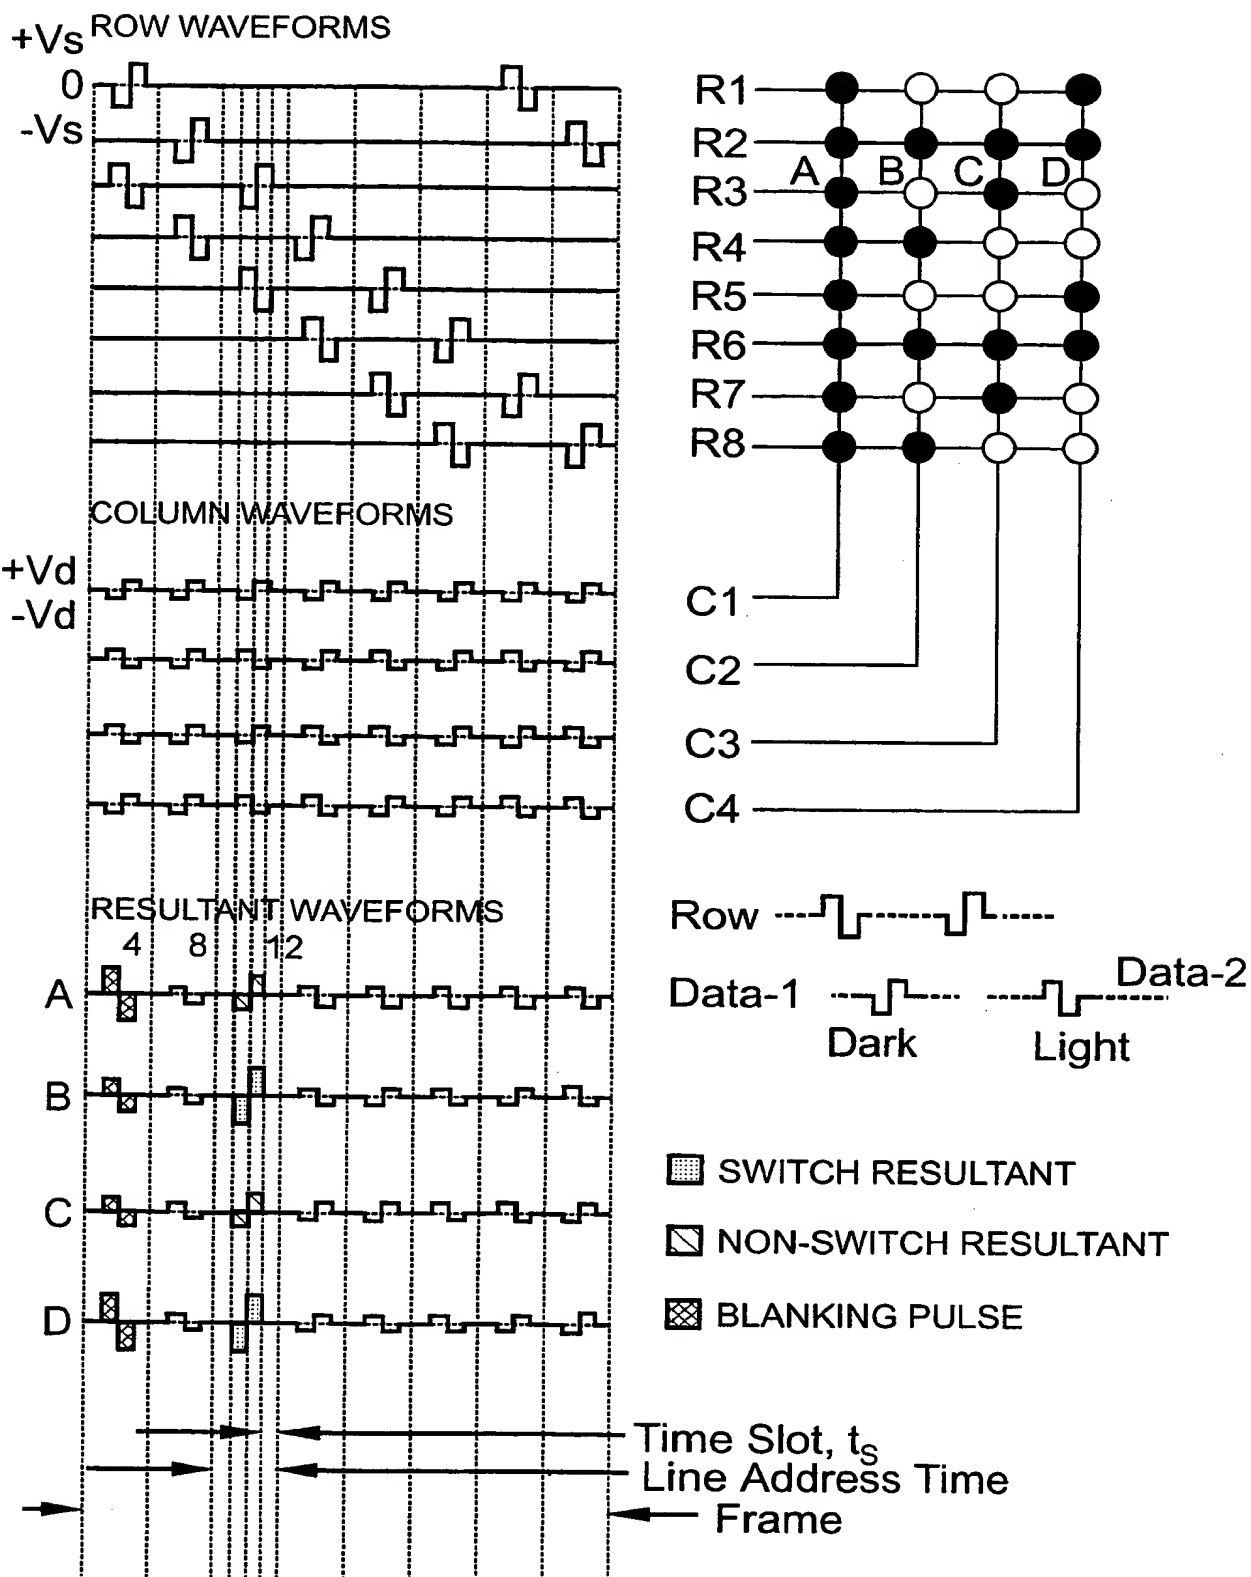 ROW WAVEFORMS
+Vs
0
-Vs
R1
R2
A B C D
R3
R4
R5
R6
R7
R8
COLUMN WAVEFORMS
+Vd
-Vd
C1
C2
C3
C4
RESULTANT WAVEFORMS
4 8 12
A
B
C
D
Row
Data-1
Data-2
Dark
Light
SWITCH RESULTANT
NON-SWITCH RESULTANT
BLANKING PULSE
Time Slot, tS
Line Address Time
Frame